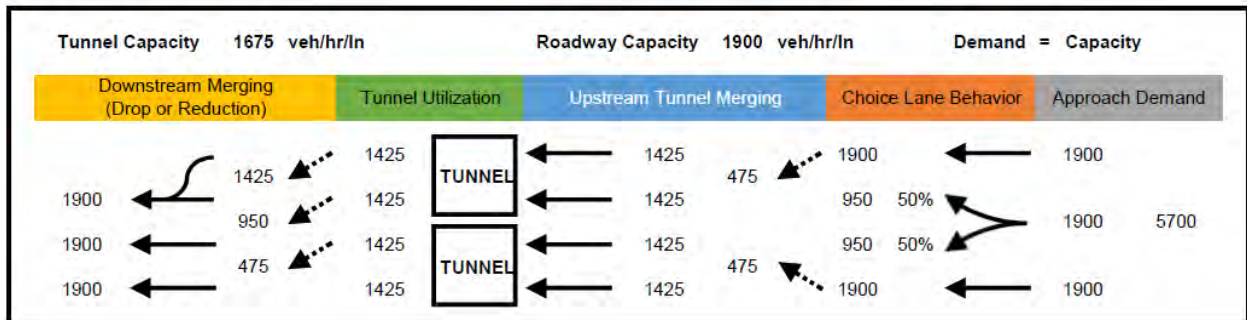 Tunnel Capacity 1675 veh/hr/ln Roadway Capacity 1900 veh/hr/ln Demand = Capacity
Downstream Merging
(Drop or Reduction)
Tunnel Utilization
Upstream Tunnel Merging
Choice Lane Behavior
Approach Demand
1425 1425 1900 1900
1425 TUNNEL 475
1900 1425 1425 950 50%
950 1900 5700
1900 1425 1425 950 50%
475 TUNNEL 475
1900 1425 1425 1900 1900